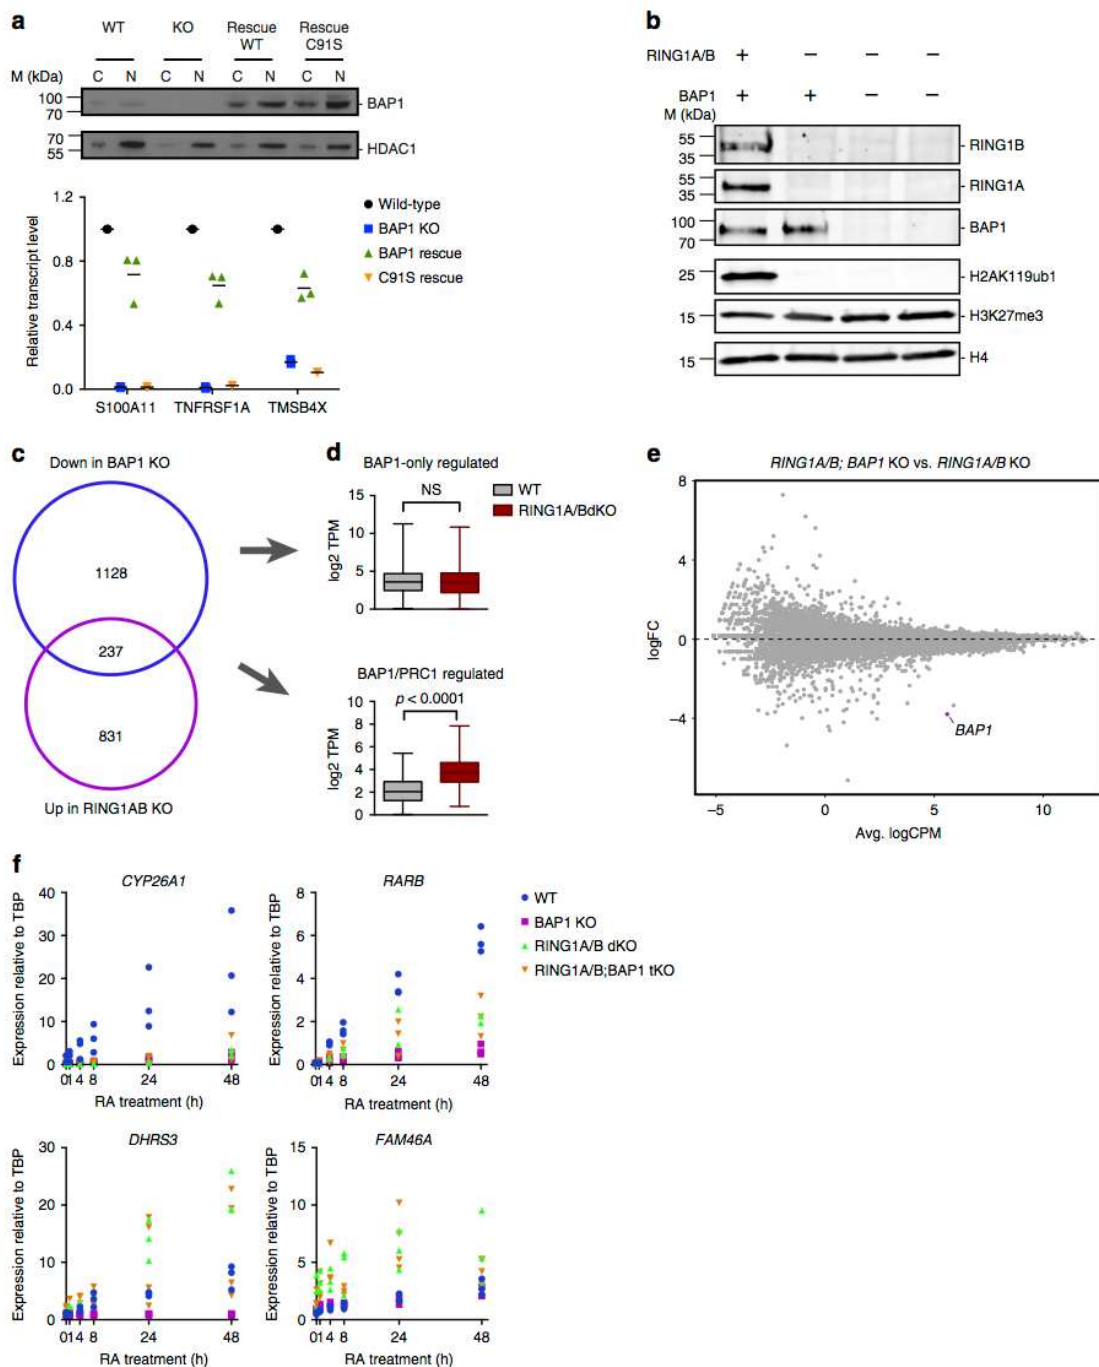 a
WT KO Rescue WT Rescue C91S
M (kDa) C N C N C N C N
100
70
BAP1
70
55
HDAC1
Relative transcript level
1.2
0.8
0.4
0.0
S100A11 TNFRSF1A TMSB4X
Wild-type
BAP1 KO
BAP1 rescue
C91S rescue
b
RING1A/B + − − −
BAP1 + + − −
M (kDa)
55
35
RING1B
55
35
RING1A
100
70
BAP1
25
H2AK119ub1
15
H3K27me3
15
H4
c
Down in BAP1 KO
1128
237
831
Up in RING1AB KO
d
BAP1-only regulated
NS
log2 TPM
15
10
5
0
WT
RING1A/BdKO
BAP1/PRC1 regulated
p < 0.0001
log2 TPM
10
8
6
4
2
0
e
RING1A/B; BAP1 KO vs. RING1A/B KO
logFC
8
4
0
−4
BAP1
−5 0 5 10
Avg. logCPM
f
CYP26A1
Expression relative to TBP
40
30
20
10
0
01 4 8 24 48
RA treatment (h)
RARB
Expression relative to TBP
8
6
4
2
0
01 4 8 24 48
RA treatment (h)
WT
BAP1 KO
RING1A/B dKO
RING1A/B;BAP1 tKO
DHRS3
Expression relative to TBP
30
20
10
0
01 4 8 24 48
RA treatment (h)
FAM46A
Expression relative to TBP
15
10
5
0
01 4 8 24 48
RA treatment (h)